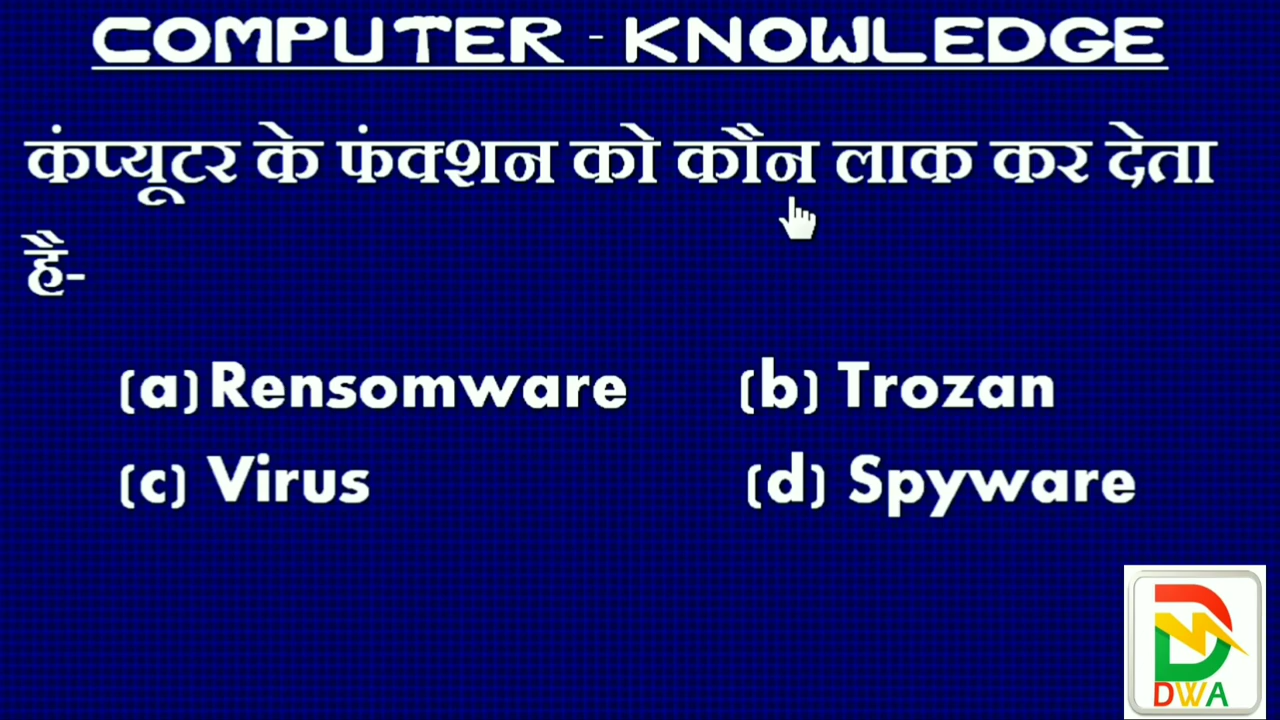 COMPUTER - KNOWLEDGE
कंप्यूटर के फंक्शन को कौन लाक कर देता
है-
(a) Rensomware (b) Trozan
(c) Virus (d) Spyware
DWA